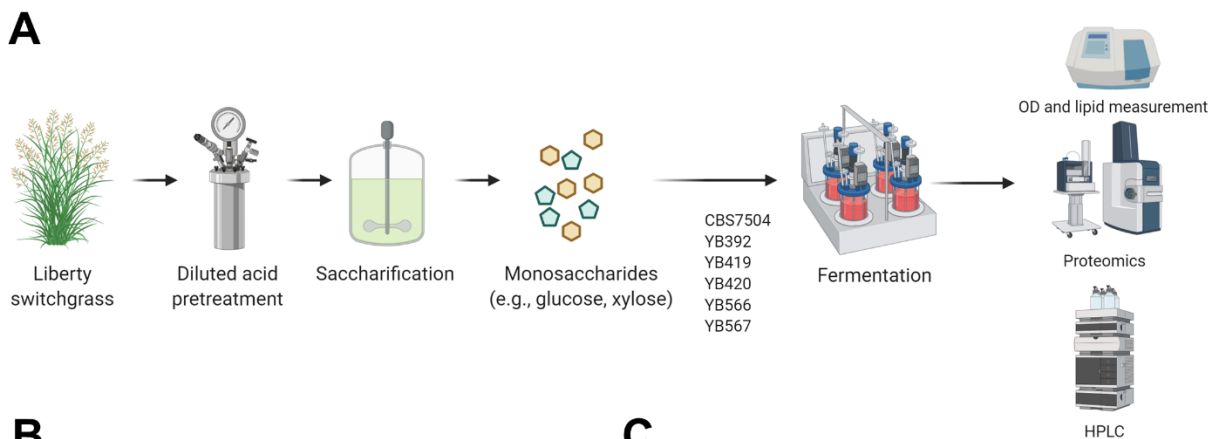 A
Liberty
switchgrass
Diluted acid
pretreatment
Saccharification
Monosaccharides
(e.g., glucose, xylose)
CBS7504
YB392
YB419
YB420
YB566
YB567
Fermentation
OD and lipid measurement
Proteomics
HPLC
B
C